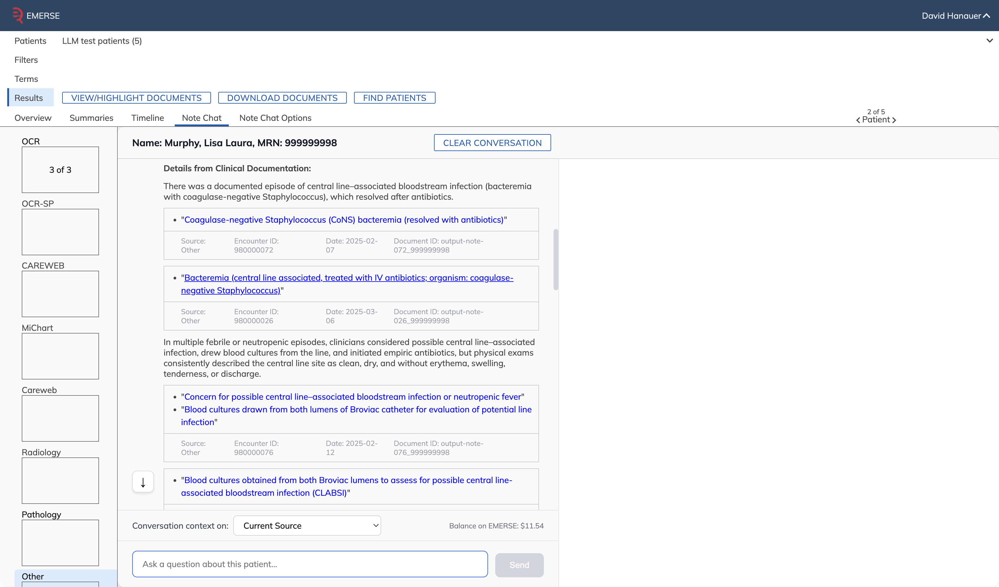 EMERSE
David Hanauer
Patients
LLM test patients (5)
Filters
Terms
Results
VIEW/HIGHLIGHT DOCUMENTS
DOWNLOAD DOCUMENTS
FIND PATIENTS
Overview
Summaries
Timeline
Note Chat
Note Chat Options
2 of 5
Patient
OCR
3 of 3
OCR-SP
CAREWEB
MiChart
Careweb
Radiology
Pathology
Other
Name: Murphy, Lisa Laura, MRN: 999999998
CLEAR CONVERSATION
Details from Clinical Documentation:
There was a documented episode of central line–associated bloodstream infection (bacteremia
with coagulase-negative Staphylococcus), which resolved after antibiotics.
• "Coagulase-negative Staphylococcus (CoNS) bacteremia (resolved with antibiotics)"
Source: Encounter ID: Date: 2025-02- Document ID: output-note-
Other 980000072 07 072_999999998
• "Bacteremia (central line associated, treated with IV antibiotics; organism: coagulase-
negative Staphylococcus)"
Source: Encounter ID: Date: 2025-03- Document ID: output-note-
Other 980000026 06 026_999999998
In multiple febrile or neutropenic episodes, clinicians considered possible central line–associated
infection, drew blood cultures from the line, and initiated empiric antibiotics, but physical exams
consistently described the central line site as clean, dry, and without erythema, swelling,
tenderness, or discharge.
• "Concern for possible central line–associated bloodstream infection or neutropenic fever"
• "Blood cultures drawn from both lumens of Broviac catheter for evaluation of potential line
infection"
Source: Encounter ID: Date: 2025-02- Document ID: output-note-
Other 980000076 12 076_999999998
• "Blood cultures obtained from both Broviac lumens to assess for possible central line-
associated bloodstream infection (CLABSI)"
Conversation context on:
Current Source
Balance on EMERSE: $11.54
Ask a question about this patient...
Send